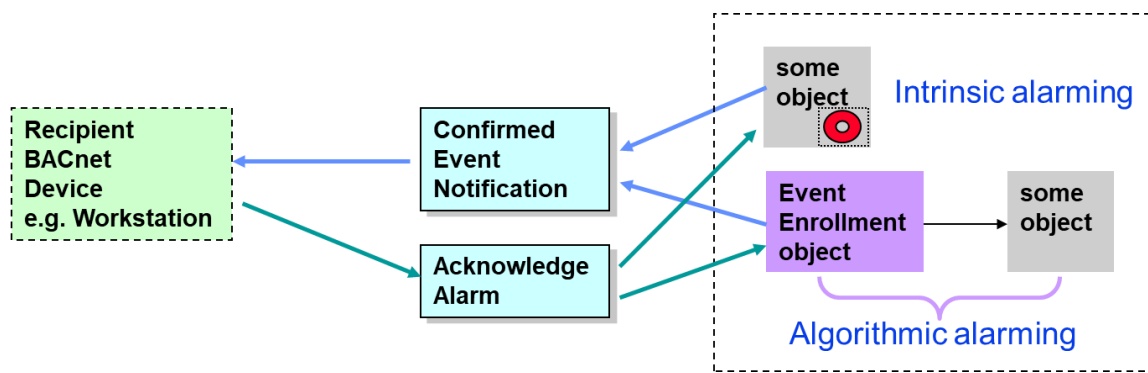 Recipient
BACnet
Device
e.g. Workstation
Confirmed
Event
Notification
Acknowledge
Alarm
some
object
Intrinsic alarming
Event
Enrollment
object
some
object
Algorithmic alarming